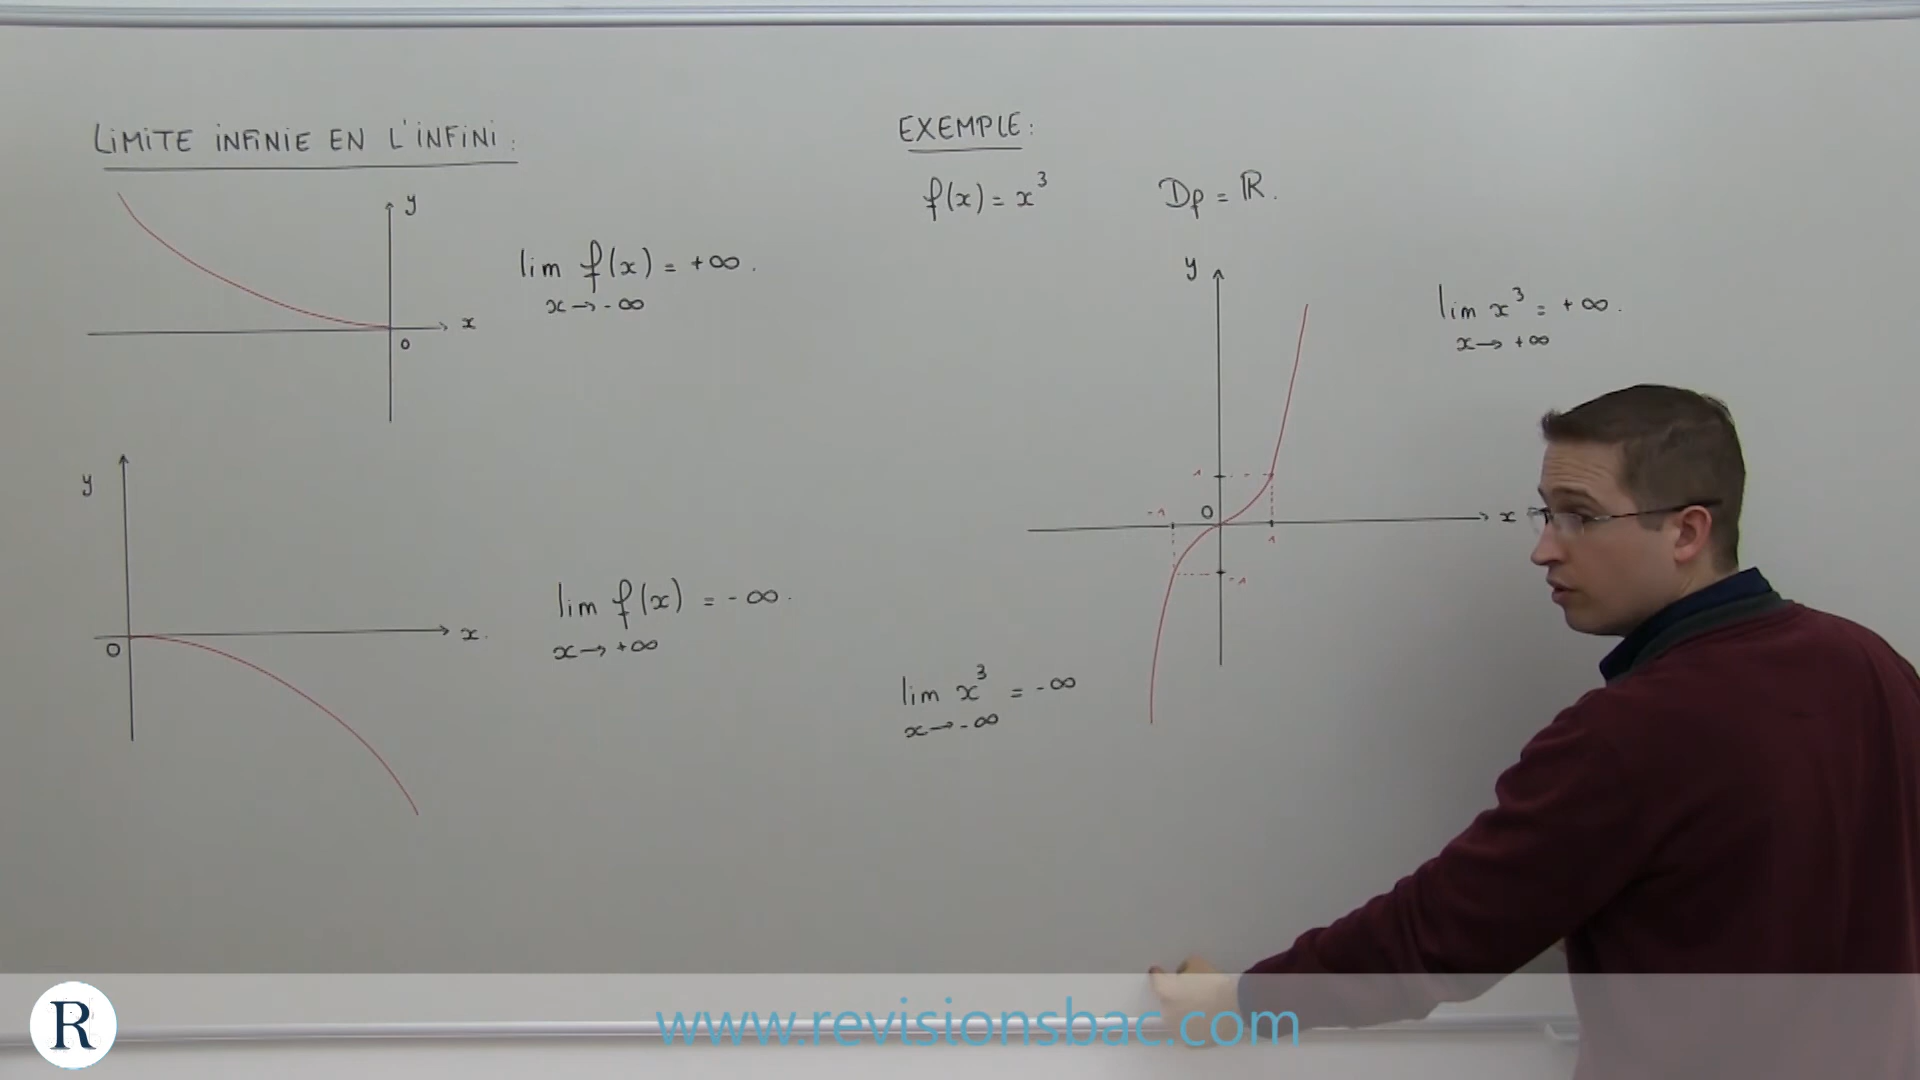 LIMITE INFINIE EN L'INFINI :
y
x
0
lim f(x) = +∞.
x→-∞
y
x.
0
lim f(x) = -∞.
x→+∞
EXEMPLE :
f(x) = x³ Df = ℝ.
y
lim x³ = +∞.
x→+∞
1
-1
0
x
1
-1
lim x³ = -∞
x→-∞
R
www.revisionsbac.com